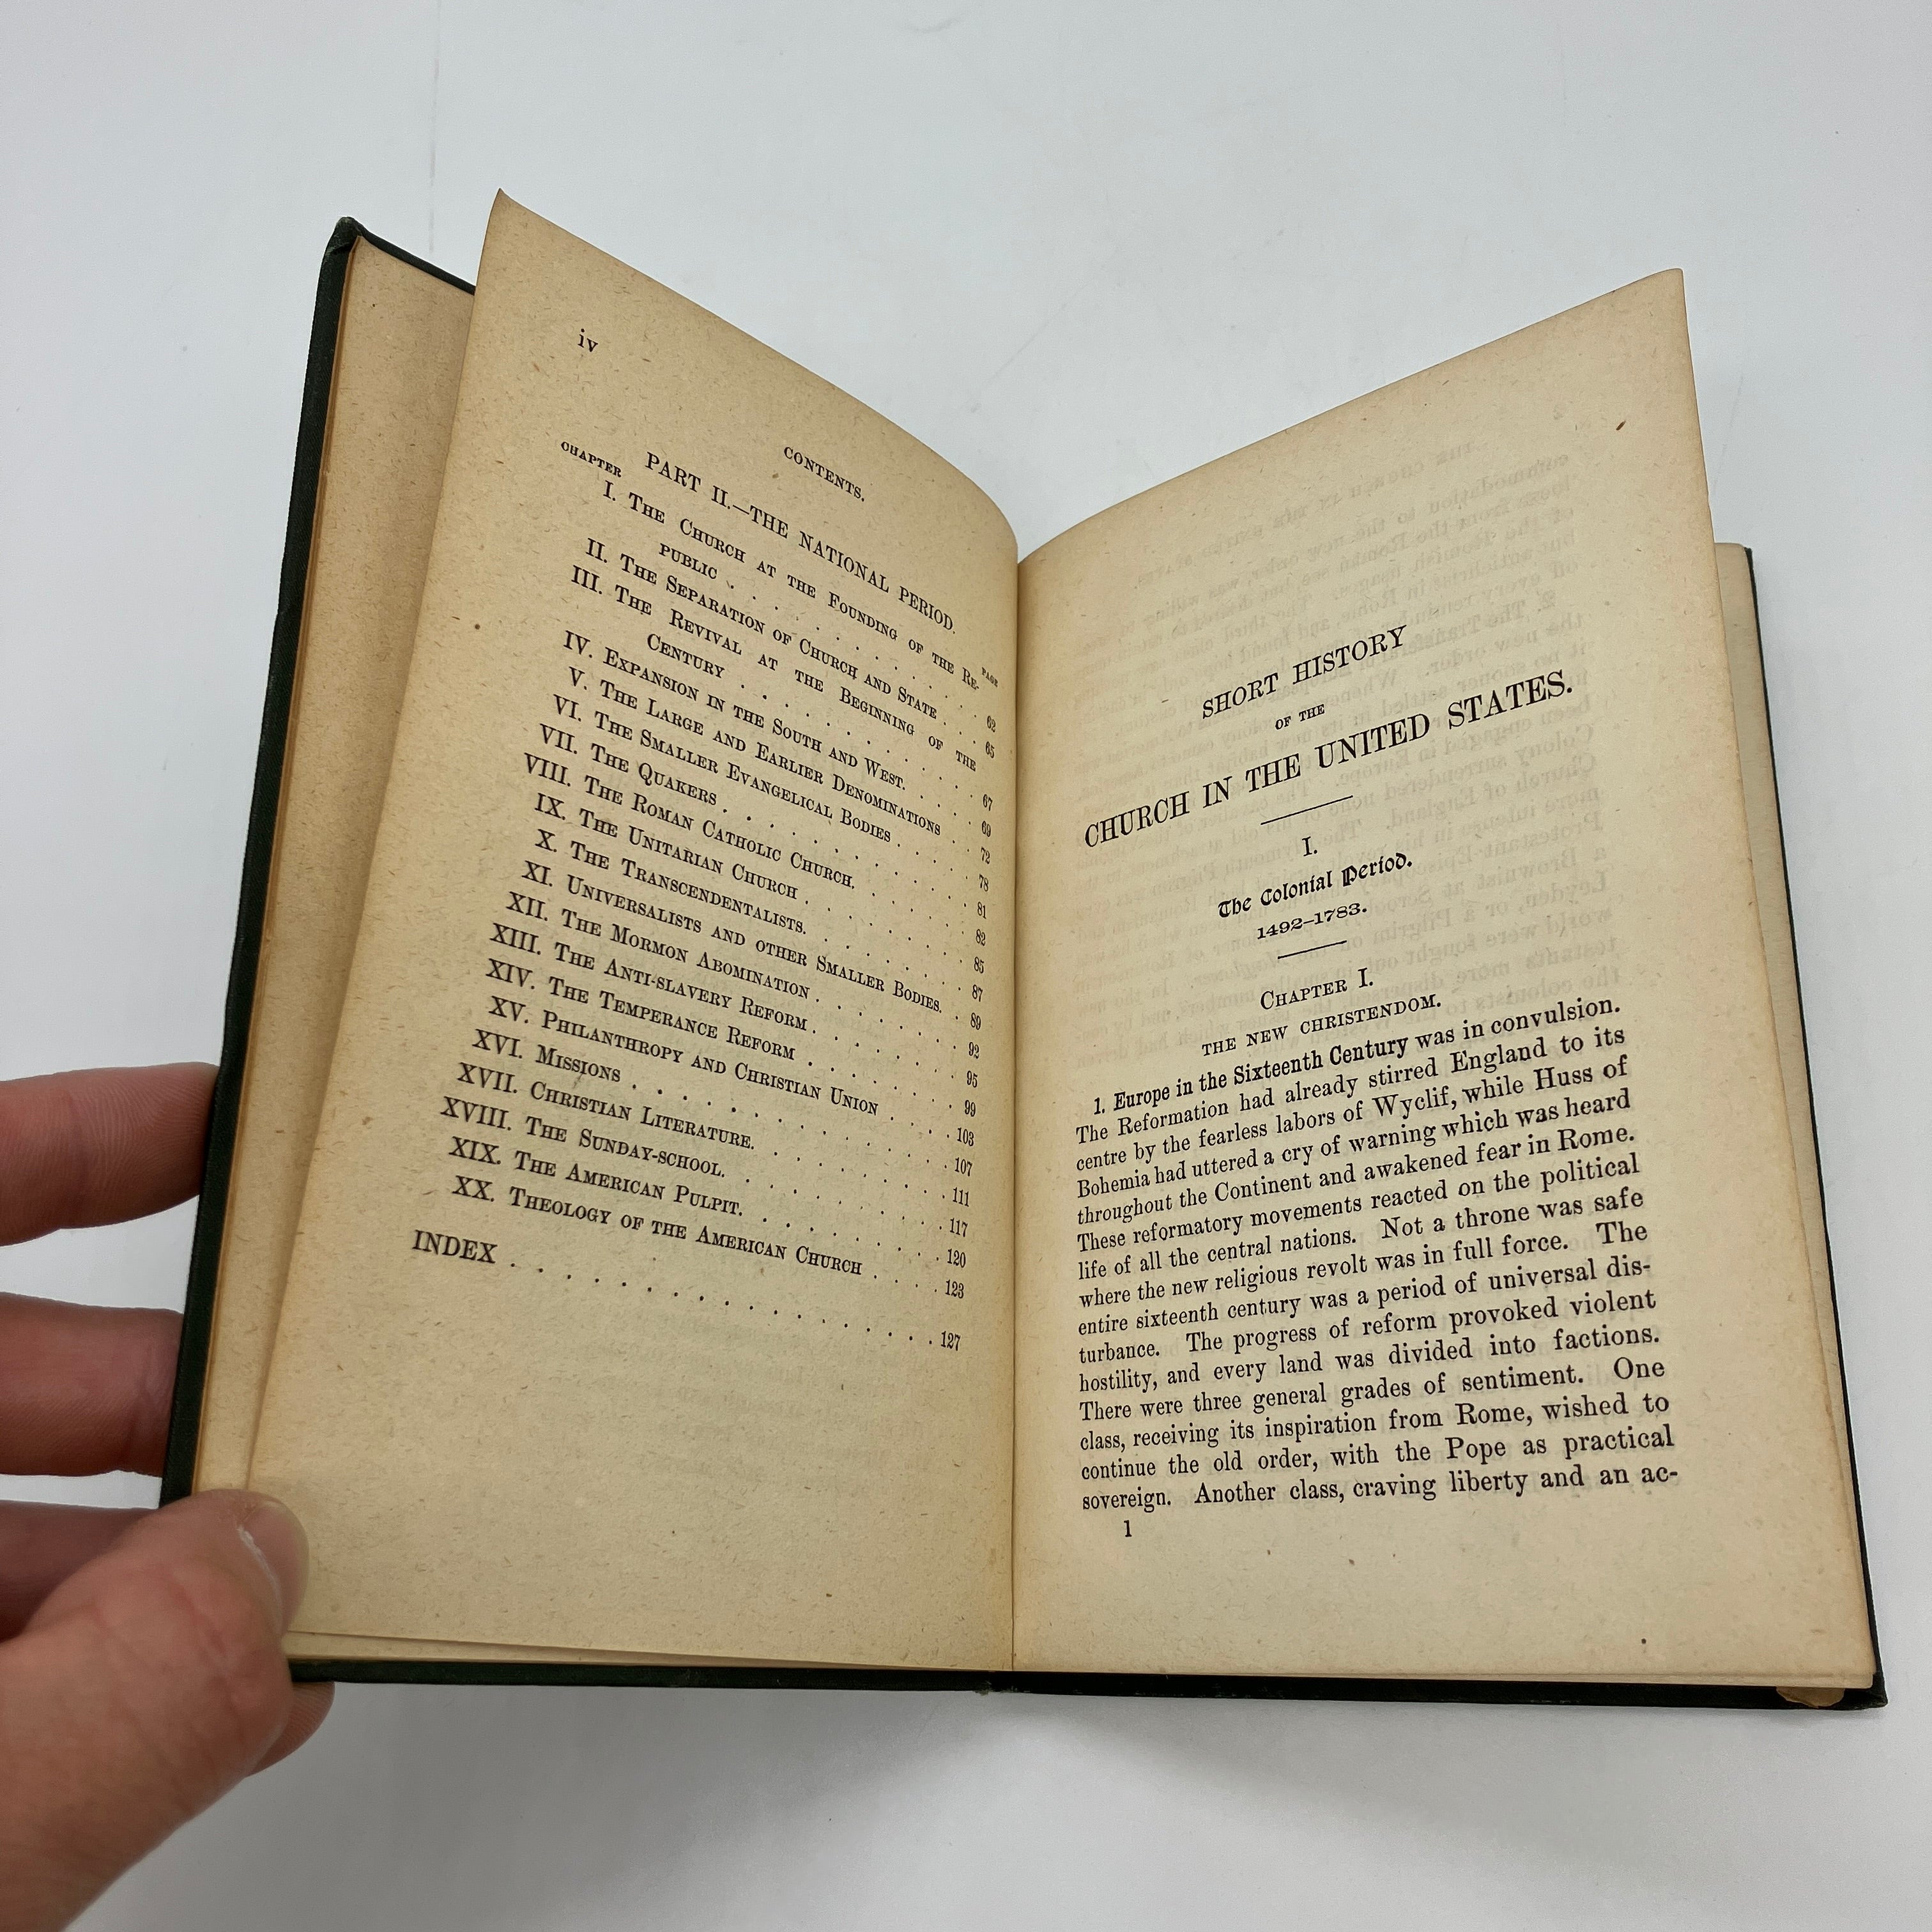 iv
CONTENTS.
PART II.—THE NATIONAL PERIOD.
CHAPTER PAGE
I. The Church at the Founding of the Re-
public . . . . . . . . . 62
II. The Separation of Church and State . . . 65
III. The Revival at the Beginning of the
Century . . . . . . . . . 67
IV. Expansion in the South and West. . . . 69
V. The Large and Earlier Denominations . . 72
VI. The Smaller Evangelical Bodies . . . . 78
VII. The Quakers . . . . . . . . . 81
VIII. The Roman Catholic Church. . . . . . 82
IX. The Unitarian Church . . . . . . . 85
X. The Transcendentalists. . . . . . . 87
XI. Universalists and other Smaller Bodies. . 89
XII. The Mormon Abomination . . . . . . 92
XIII. The Anti-slavery Reform . . . . . . 95
XIV. The Temperance Reform . . . . . . 99
XV. Philanthropy and Christian Union . . . 103
XVI. Missions . . . . . . . . . . 107
XVII. Christian Literature. . . . . . . . 111
XVIII. The Sunday-school. . . . . . . . 117
XIX. The American Pulpit. . . . . . . . 120
XX. Theology of the American Church . . . . 123
INDEX . . . . . . . . . . . . . . . 127
SHORT HISTORY
OF THE
CHURCH IN THE UNITED STATES.
I.
The Colonial Period.
1492–1783.
Chapter I.
THE NEW CHRISTENDOM.
1. Europe in the Sixteenth Century was in convulsion.
The Reformation had already stirred England to its
centre by the fearless labors of Wyclif, while Huss of
Bohemia had uttered a cry of warning which was heard
throughout the Continent and awakened fear in Rome.
These reformatory movements reacted on the political
life of all the central nations. Not a throne was safe
where the new religious revolt was in full force. The
entire sixteenth century was a period of universal dis-
turbance. The progress of reform provoked violent
hostility, and every land was divided into factions.
There were three general grades of sentiment. One
class, receiving its inspiration from Rome, wished to
continue the old order, with the Pope as practical
sovereign. Another class, craving liberty and an ac-
1